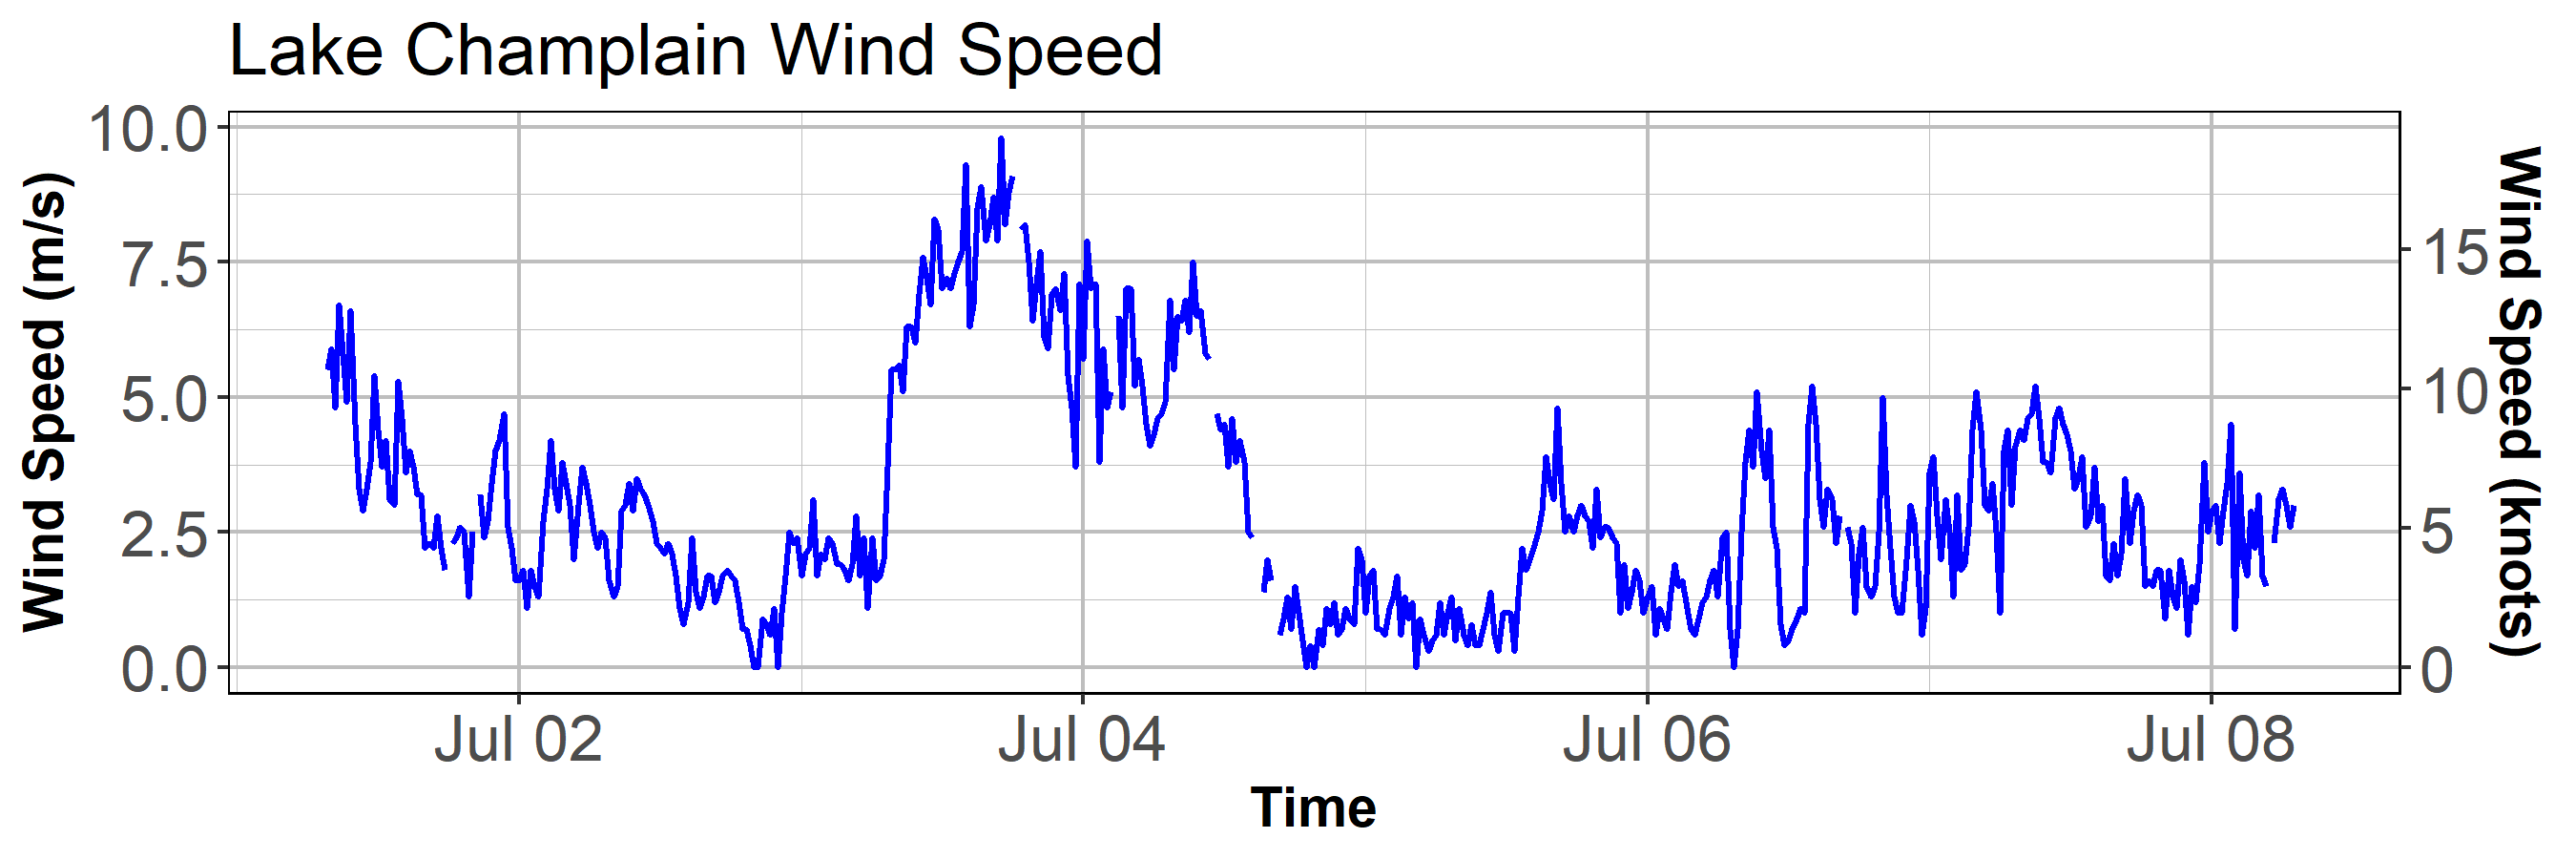 Lake Champlain Wind Speed
Wind Speed (m/s)
10.0
7.5
5.0
2.5
0.0
Wind Speed (knots)
15
10
5
0
Jul 02
Jul 04
Jul 06
Jul 08
Time